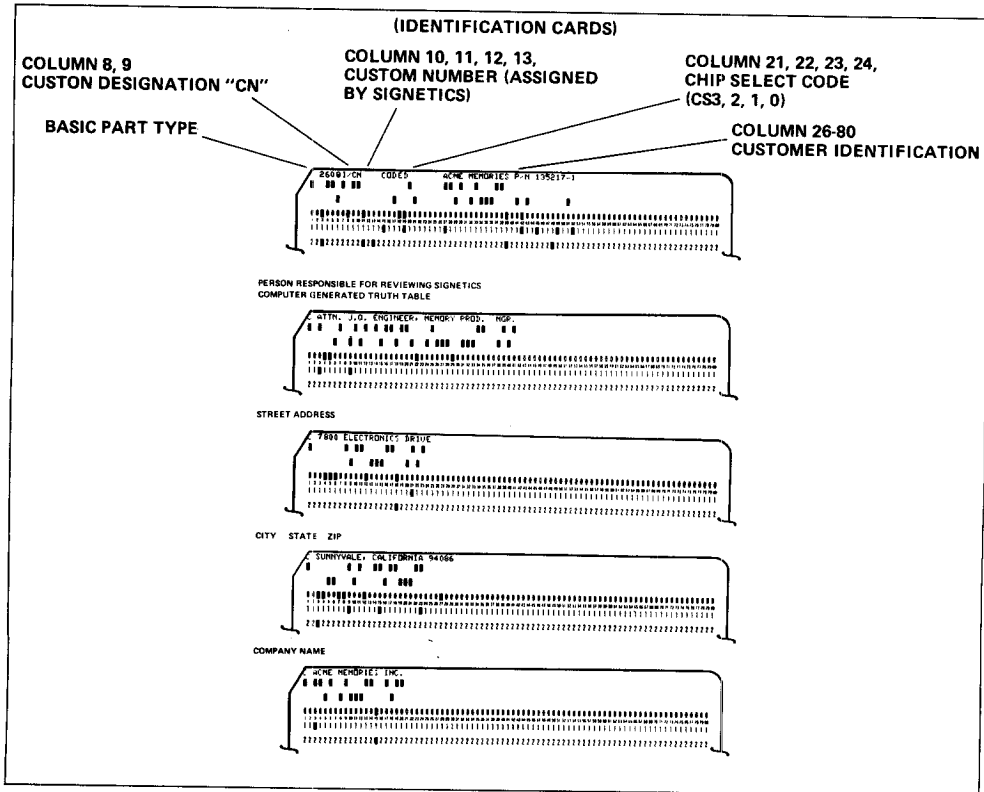 (IDENTIFICATION CARDS)
COLUMN 8, 9
CUSTON DESIGNATION "CN"
COLUMN 10, 11, 12, 13,
CUSTOM NUMBER (ASSIGNED
BY SIGNETICS)
COLUMN 21, 22, 23, 24,
CHIP SELECT CODE
(CS3, 2, 1, 0)
BASIC PART TYPE
COLUMN 26-80
CUSTOMER IDENTIFICATION
2608I/CN CODED ACME MEMORIES P/N 135217-1
PERSON RESPONSIBLE FOR REVIEWING SIGNETICS
COMPUTER GENERATED TRUTH TABLE
C ATTN. J.Q. ENGINEER, MEMORY PROD. MGR.
STREET ADDRESS
C 7800 ELECTRONICS DRIVE
CITY STATE ZIP
C SUNNYVALE, CALIFORNIA 94086
COMPANY NAME
C ACME MEMORIES INC.